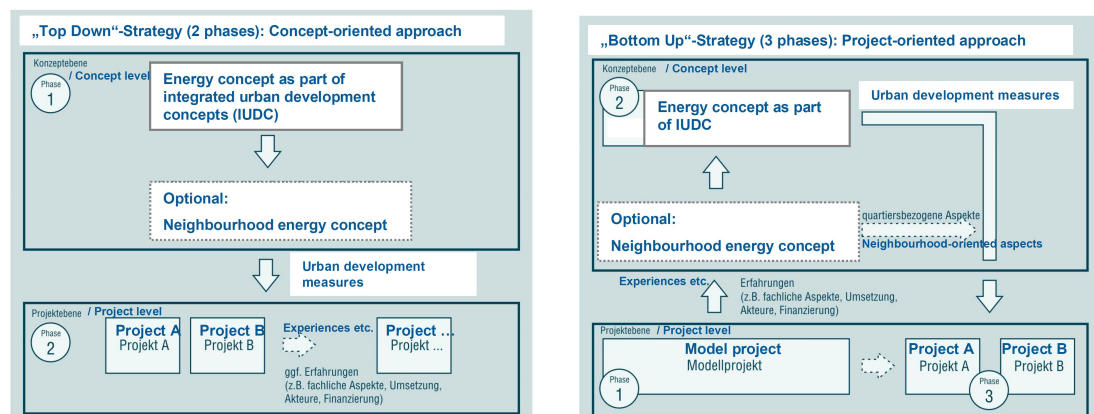 „Top Down“-Strategy (2 phases): Concept-oriented approach
Konzeptebene
/ Concept level
Phase
1
Energy concept as part of
integrated urban development
concepts (IUDC)
Optional:
Neighbourhood energy concept
Urban development
measures
Projektebene / Project level
Phase
2
Project A
Projekt A
Project B
Projekt B
Experiences etc.
ggf. Erfahrungen
(z.B. fachliche Aspekte, Umsetzung,
Akteure, Finanzierung)
Project ...
Projekt ...
„Bottom Up“-Strategy (3 phases): Project-oriented approach
Konzeptebene / Concept level
Phase
2
Energy concept as part
of IUDC
Urban development measures
Optional:
Neighbourhood energy concept
quartiersbezogene Aspekte
Neighbourhood-oriented aspects
Experiences etc.
Erfahrungen
(z.B. fachliche Aspekte, Umsetzung,
Akteure, Finanzierung)
Projektebene / Project level
Model project
Modellprojekt
Phase
1
Project A
Projekt A
Project B
Projekt B
Phase
3